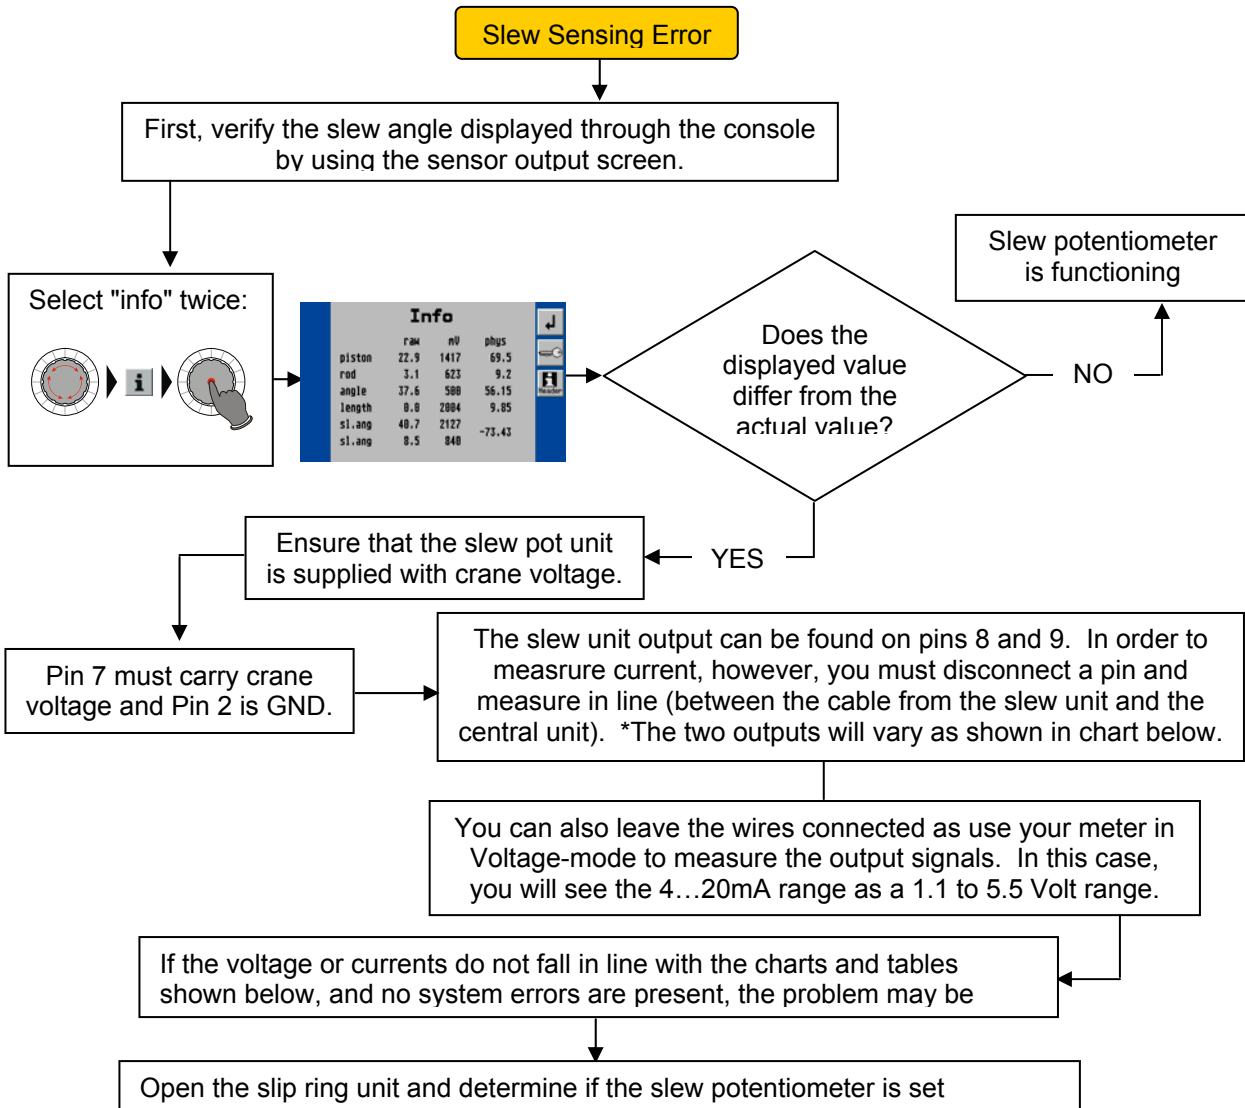 Slew Sensing Error
First, verify the slew angle displayed through the console
by using the sensor output screen.
Slew potentiometer
is functioning
Select "info" twice:
i
Info
raw mV phys
piston 22.9 1417 69.5
rod 3.1 623 9.2
angle 37.6 500 56.15
length 0.0 2004 9.85
sl.ang 40.7 2127
-73.43
sl.ang 8.5 840
Does the
displayed value
differ from the
actual value?
NO
YES
Ensure that the slew pot unit
is supplied with crane voltage.
Pin 7 must carry crane
voltage and Pin 2 is GND.
The slew unit output can be found on pins 8 and 9. In order to
measrure current, however, you must disconnect a pin and
measure in line (between the cable from the slew unit and the
central unit). *The two outputs will vary as shown in chart below.
You can also leave the wires connected as use your meter in
Voltage-mode to measure the output signals. In this case,
you will see the 4…20mA range as a 1.1 to 5.5 Volt range.
If the voltage or currents do not fall in line with the charts and tables
shown below, and no system errors are present, the problem may be
Open the slip ring unit and determine if the slew potentiometer is set